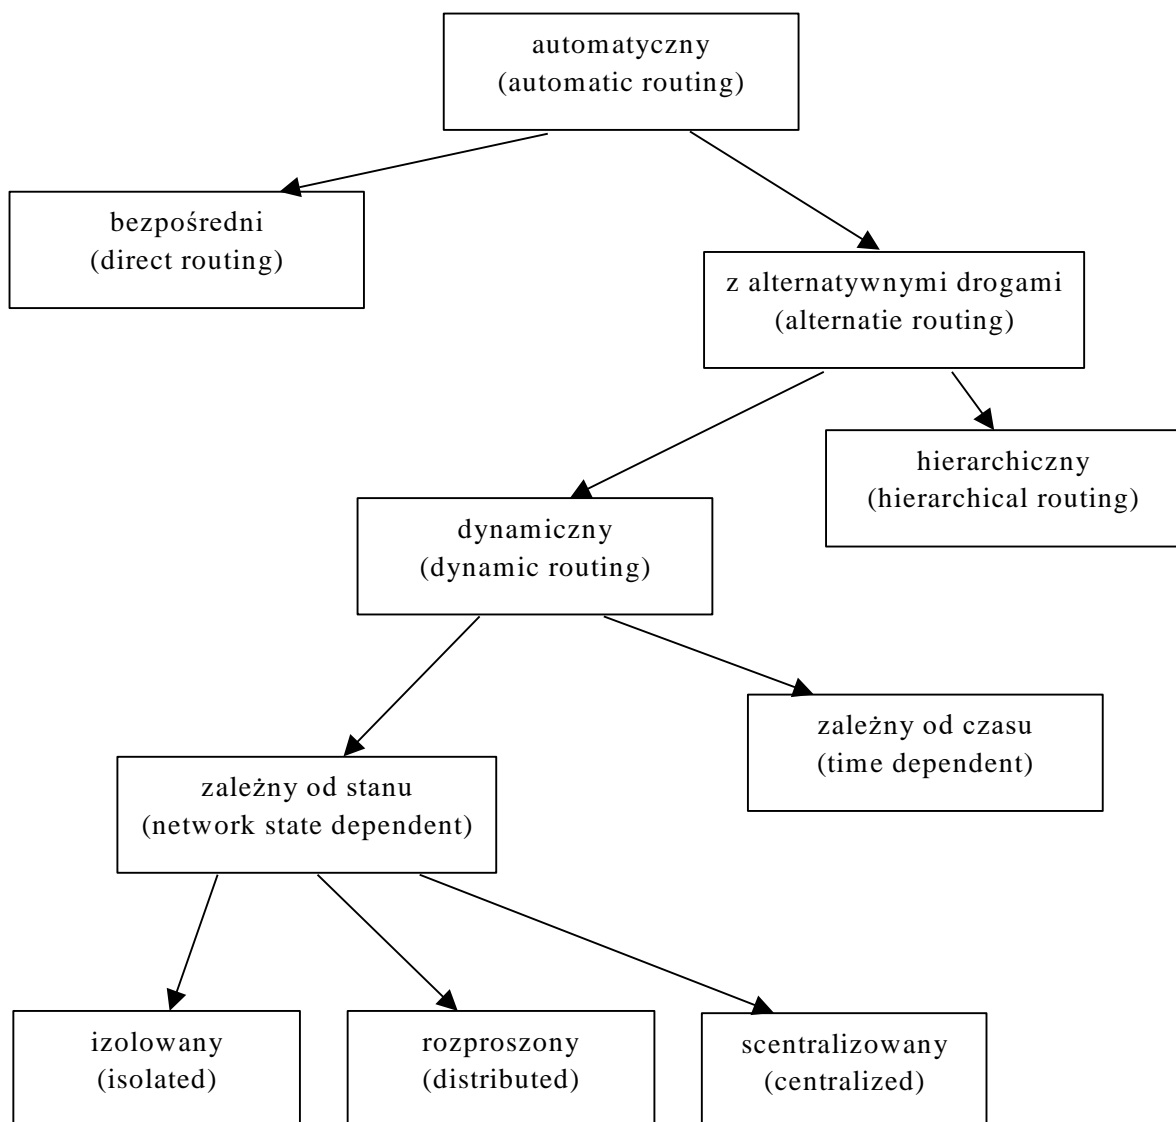 automatyczny
(automatic routing)
bezpośredni
(direct routing)
z alternatywnymi drogami
(alternatie routing)
hierarchiczny
(hierarchical routing)
dynamiczny
(dynamic routing)
zależny od czasu
(time dependent)
zależny od stanu
(network state dependent)
izolowany
(isolated)
rozproszony
(distributed)
scentralizowany
(centralized)